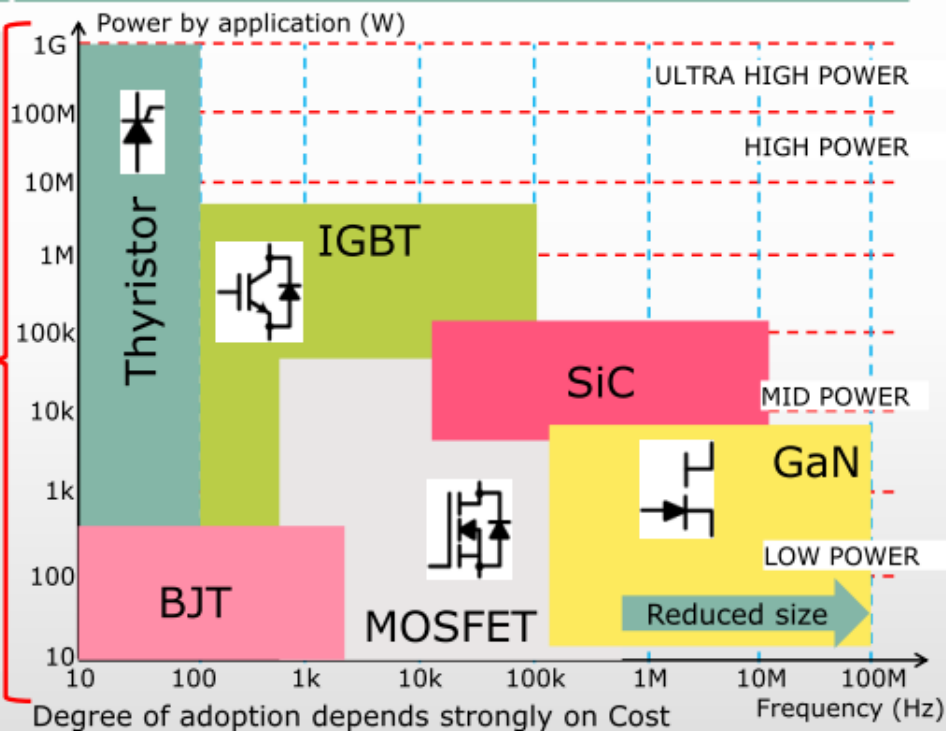 Power by application (W)
1G
ULTRA HIGH POWER
100M
HIGH POWER
10M
IGBT
1M
Thyristor
100k
SiC
MID POWER
10k
GaN
1k
LOW POWER
100
BJT
Reduced size
MOSFET
10
10 100 1k 10k 100k 1M 10M 100M
Frequency (Hz)
Degree of adoption depends strongly on Cost